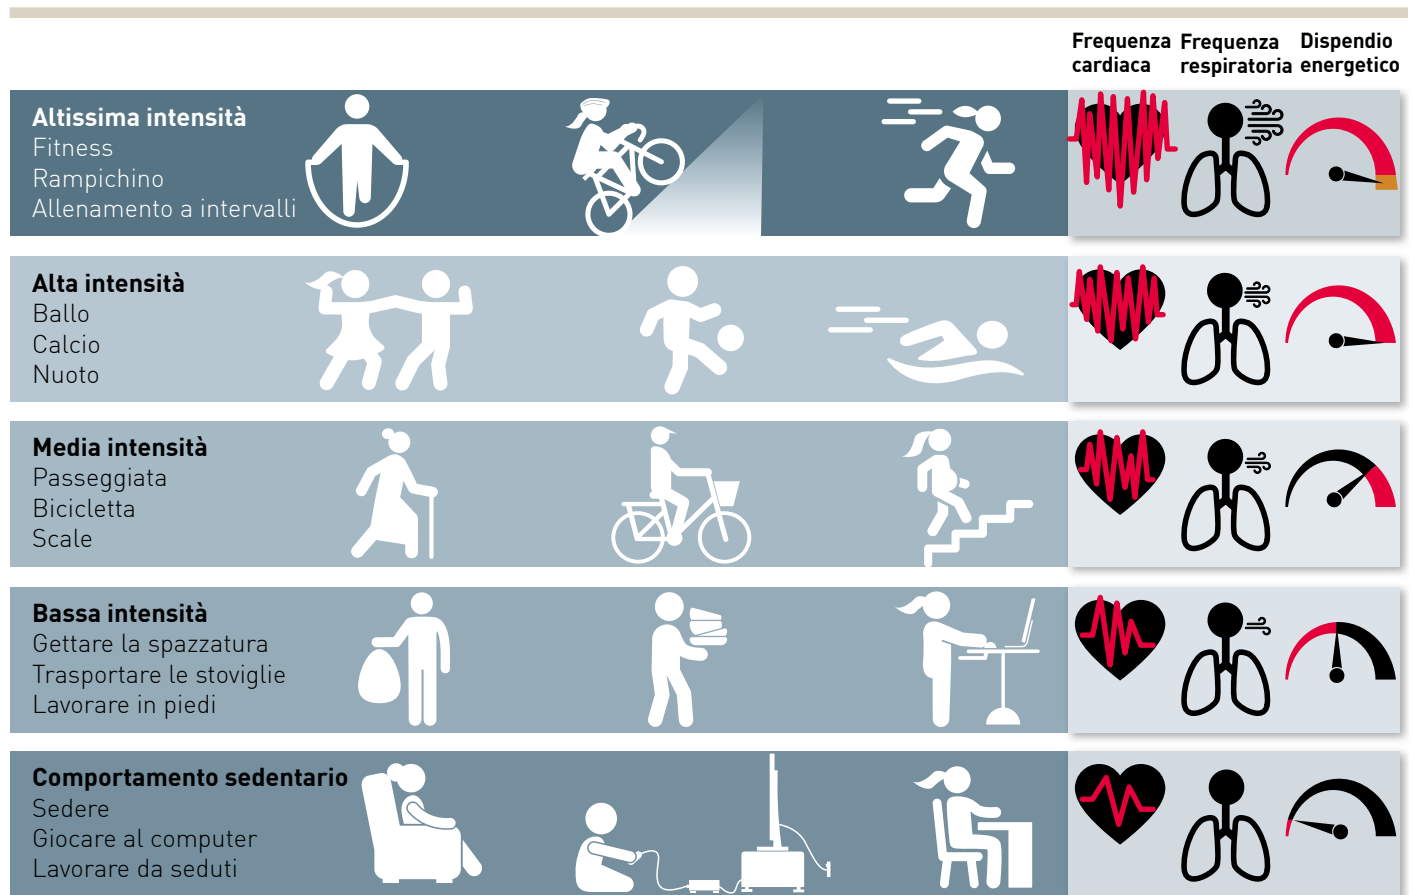 Frequenza cardiaca
Frequenza respiratoria
Dispendio energetico
Altissima intensità
Fitness
Rampichino
Allenamento a intervalli
Alta intensità
Ballo
Calcio
Nuoto
Media intensità
Passeggiata
Bicicletta
Scale
Bassa intensità
Gettare la spazzatura
Trasportare le stoviglie
Lavorare in piedi
Comportamento sedentario
Sedere
Giocare al computer
Lavorare da seduti